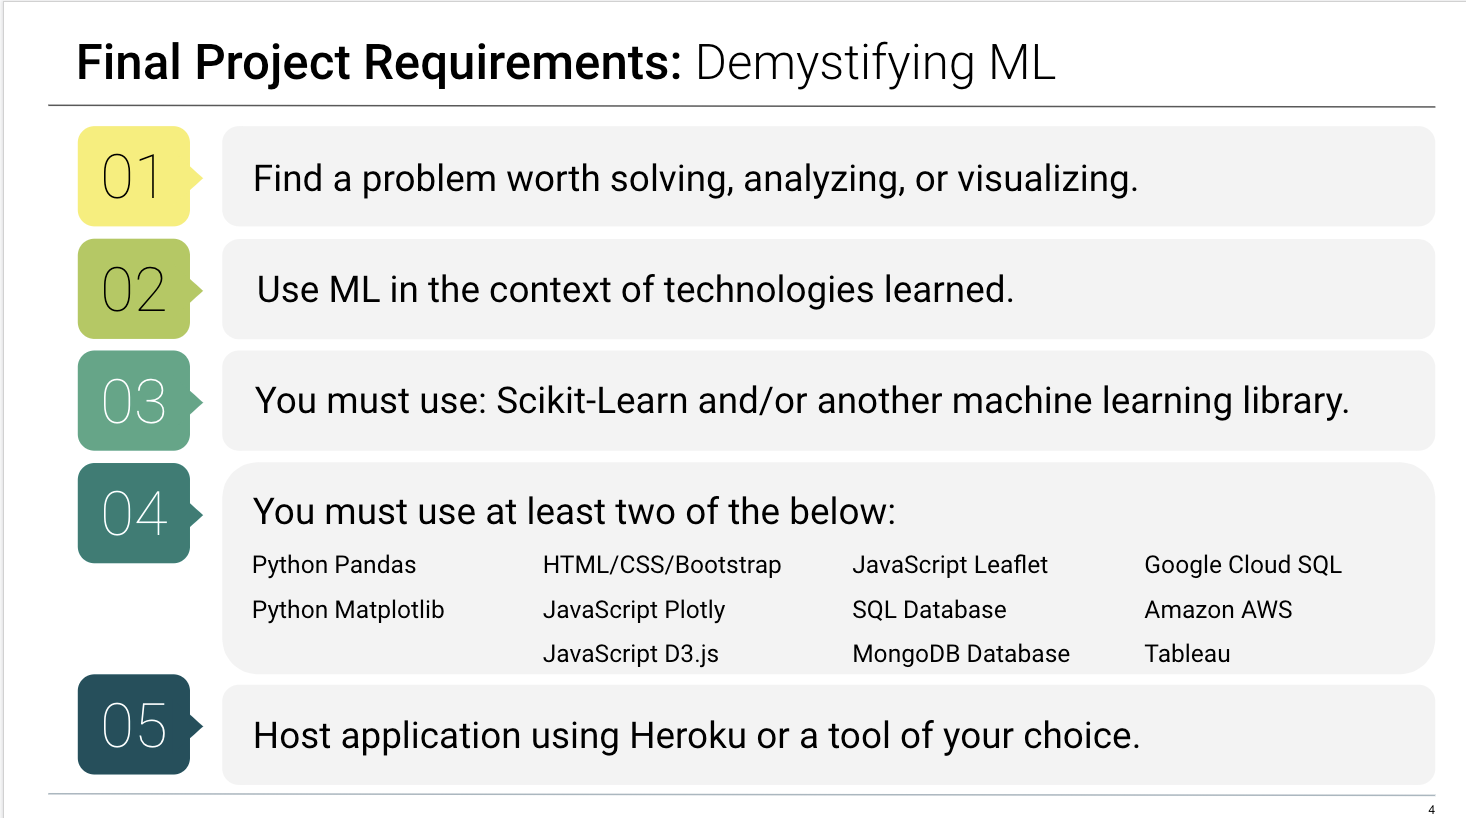 Final Project Requirements: Demystifying ML
01
Find a problem worth solving, analyzing, or visualizing.
02
Use ML in the context of technologies learned.
03
You must use: Scikit-Learn and/or another machine learning library.
04
You must use at least two of the below:
Python Pandas
Python Matplotlib
HTML/CSS/Bootstrap
JavaScript Plotly
JavaScript D3.js
JavaScript Leaflet
SQL Database
MongoDB Database
Google Cloud SQL
Amazon AWS
Tableau
05
Host application using Heroku or a tool of your choice.
4